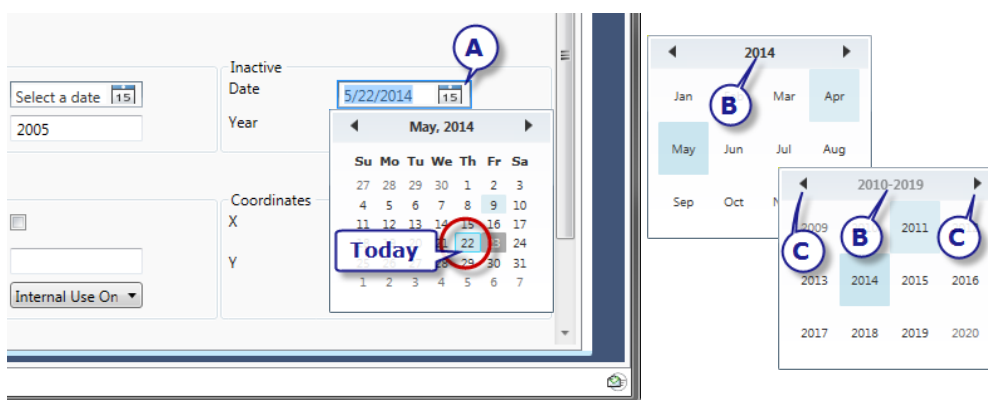 A
Inactive
Date
Select a date 15
5/22/2014 15
2005
Year
May, 2014
Su Mo Tu We Th Fr Sa
27 28 29 30 1 2 3
4 5 6 7 8 9 10
11 12 13 14 15 16 17
22 24
29 30 31
1 2 3 4 5 6 7
Today
Coordinates
X
Y
Internal Use On
2014
Jan Mar Apr
B
May Jun Jul Aug
Sep Oct
2010-2019
2009 2011
C B C
2013 2014 2015 2016
2017 2018 2019 2020